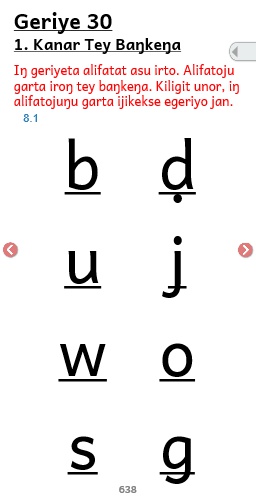 Geriye 30
1. Kanar Tey Baŋkeŋa
Iŋ geriyeta alifatat asu irto. Alifatoju
garta iroŋ tey baŋkeŋa. Kiligit unor, iŋ
alifatojuŋu garta ijikekse egeriyo jan.
8.1
b ḍ
u j
w o
s g
638